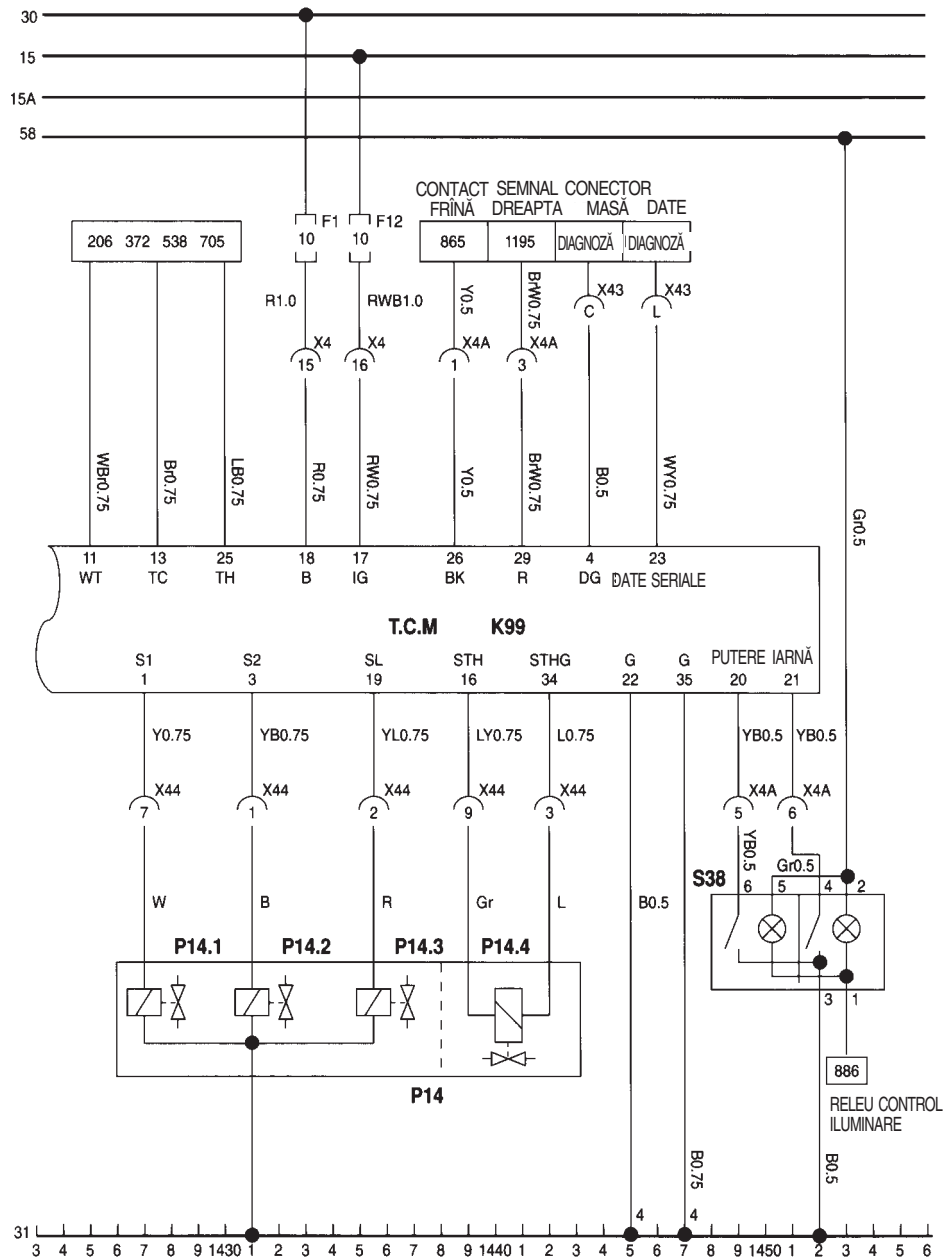 30
15
15A
58
CONTACT SEMNAL CONECTOR
FRÎNĂ DREAPTA MASĂ DATE
206 372 538 705
F1
10
F12
10
865
1195
DIAGNOZĂ
DIAGNOZĂ
R1.0
RWB1.0
Y0.5
BrW0.75
X43
C
X43
L
X4
15
X4
16
X4A
1
X4A
3
WBr0.75
Br0.75
LB0.75
R0.75
RW0.75
Y0.5
BrW0.75
B0.5
WY0.75
Gr0.5
11 13 25 18 17 26 29 4 23
WT TC TH B IG BK R DG DATE SERIALE
T.C.M K99
S1 S2 SL STH STHG G G PUTERE IARNĂ
1 3 19 16 34 22 35 20 21
Y0.75 YB0.75 YL0.75 LY0.75 L0.75 YB0.5 YB0.5
X44 X44 X44 X44 X44 X4A X4A
7 1 2 9 3 5 6
YB0.5
Gr0.5
S38
6 5 4 2
W B R Gr L B0.5
P14.1 P14.2 P14.3 P14.4
3 1
P14
886
RELEU CONTROL
ILUMINARE
B0.75
B0.5
4 4
31
3 4 5 6 7 8 9 1430 1 2 3 4 5 6 7 8 9 1440 1 2 3 4 5 6 7 8 9 1450 1 2 3 4 5 6